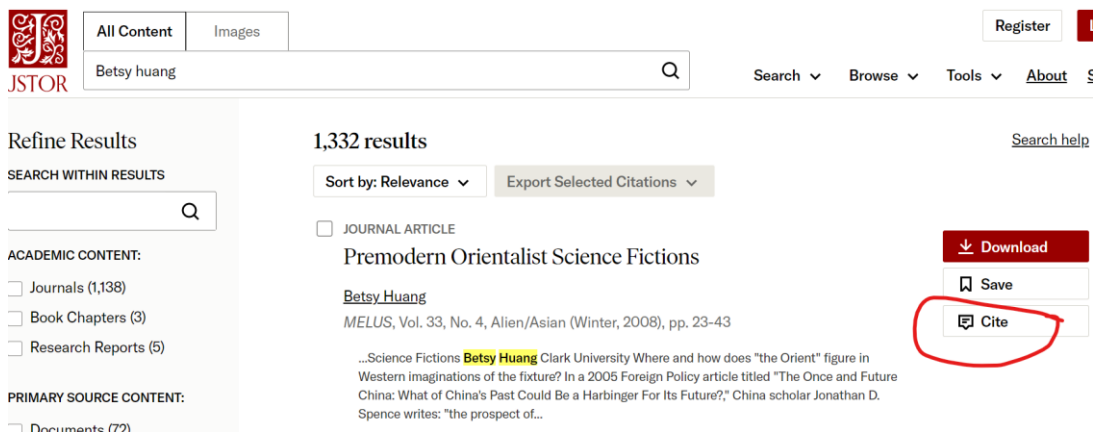 All Content
Images
Register
JSTOR
Betsy huang
Search
Browse
Tools
About
Refine Results
1,332 results
Search help
SEARCH WITHIN RESULTS
Sort by: Relevance
Export Selected Citations
JOURNAL ARTICLE
Premodern Orientalist Science Fictions
ACADEMIC CONTENT:
Download
Journals (1,138)
Save
Betsy Huang
Book Chapters (3)
MELUS, Vol. 33, No. 4, Alien/Asian (Winter, 2008), pp. 23-43
Cite
Research Reports (5)
...Science Fictions Betsy Huang Clark University Where and how does "the Orient" figure in
Western imaginations of the fixture? In a 2005 Foreign Policy article titled "The Once and Future
China: What of China's Past Could Be a Harbinger For Its Future?," China scholar Jonathan D.
Spence writes: "the prospect of...
PRIMARY SOURCE CONTENT:
Documents (72)